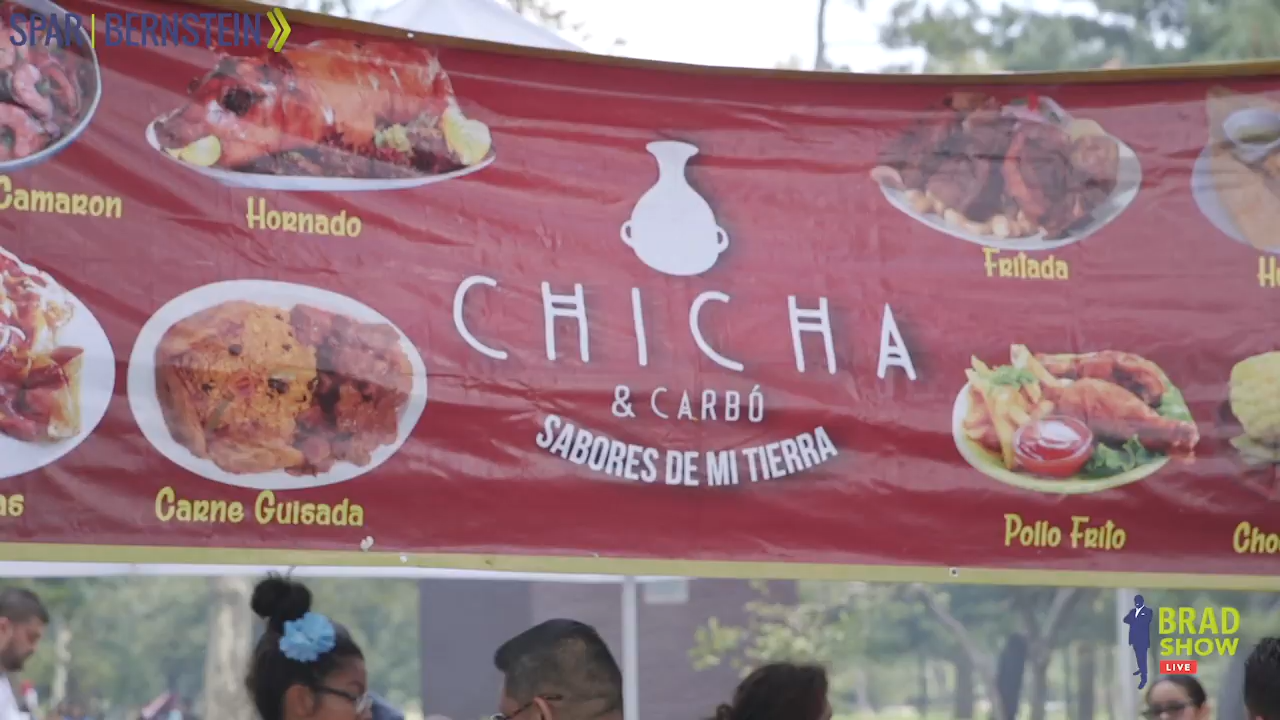 SPAR | BERNSTEIN
Camaron
Hornado
Fritada
CHICHA
& CARBÓ
SABORES DE MI TIERRA
Carne Guisada
Pollo Frito
BRAD
SHOW
LIVE